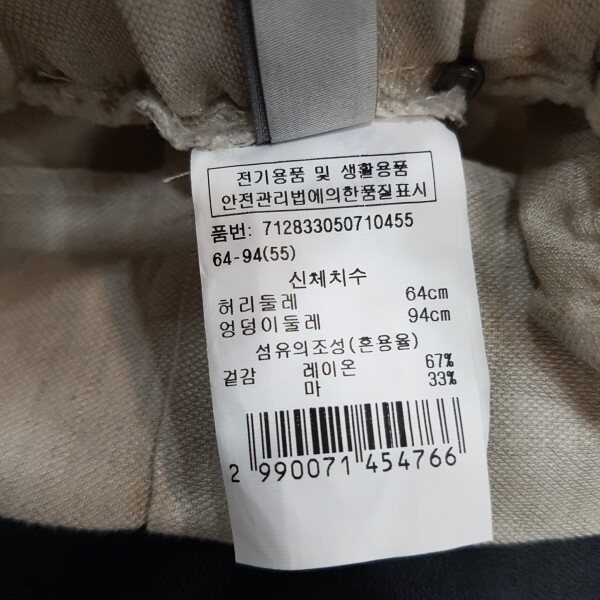 전기용품 및 생활용품
안전관리법에의한품질표시
품번: 712833050710455
64-94(55)
신체치수
허리둘레 64cm
엉덩이둘레 94cm
섬유의조성(혼용율)
겉감 레이온 67%
마 33%
2 990071 454766